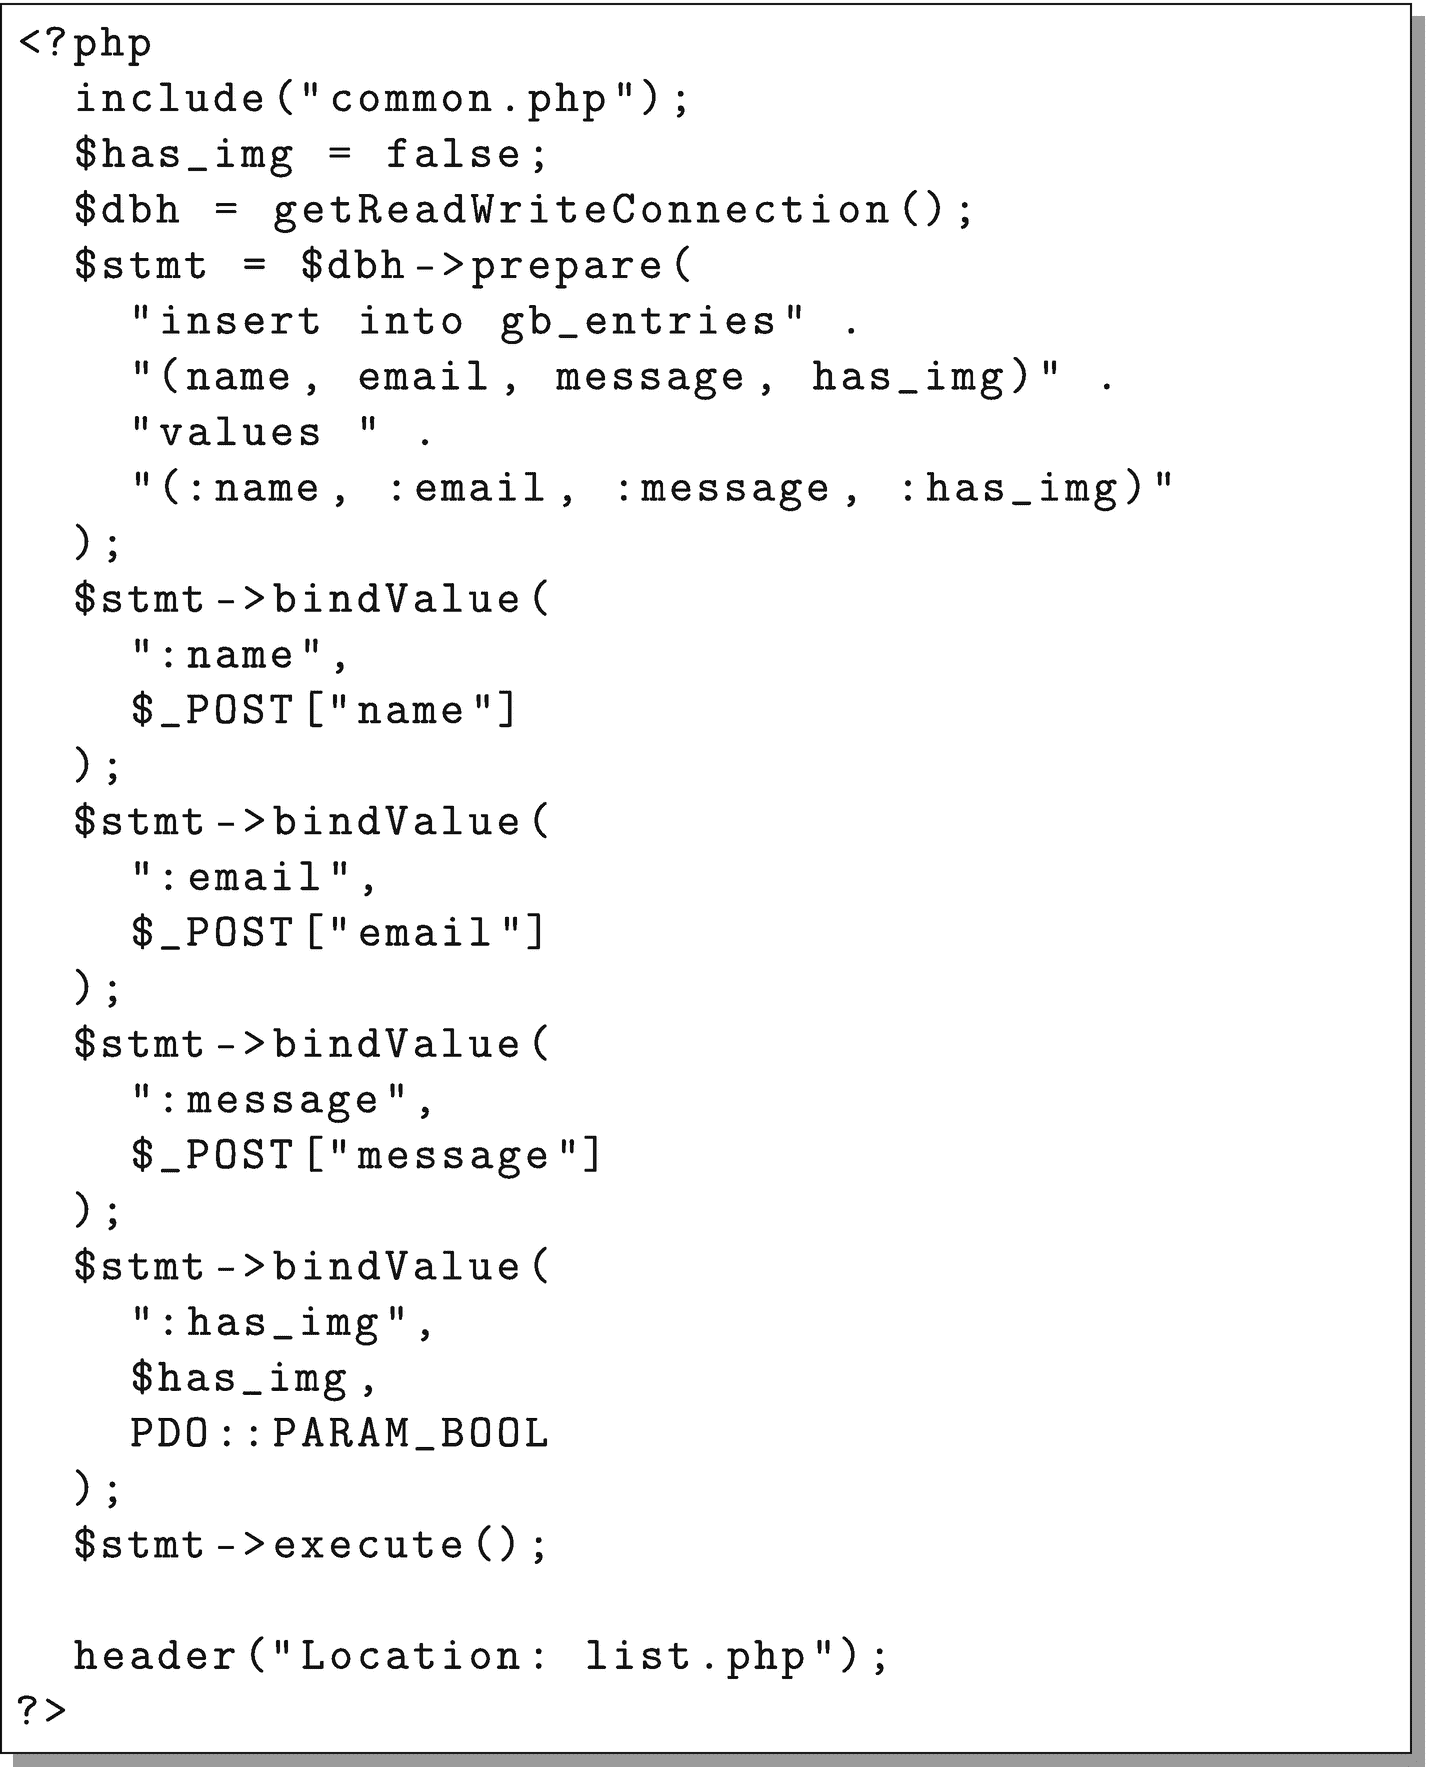 <?php
  include("common.php");
  $has_img = false;
  $dbh = getReadWriteConnection();
  $stmt = $dbh->prepare(
    "insert into gb_entries" .
    "(name, email, message, has_img)" .
    "values " .
    "(:name, :email, :message, :has_img)"
  );
  $stmt->bindValue(
    ":name",
    $_POST["name"]
  );
  $stmt->bindValue(
    ":email",
    $_POST["email"]
  );
  $stmt->bindValue(
    ":message",
    $_POST["message"]
  );
  $stmt->bindValue(
    ":has_img",
    $has_img,
    PDO::PARAM_BOOL
  );
  $stmt->execute();

  header("Location: list.php");
?>